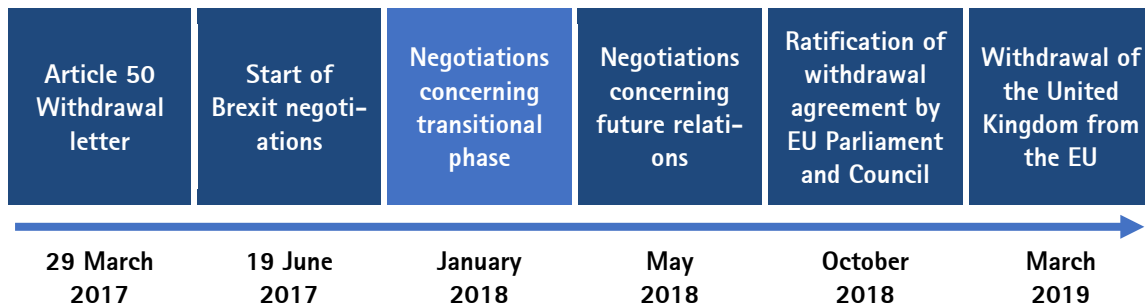 Article 50
Withdrawal
letter
Start of
Brexit negoti-
ations
Negotiations
concerning
transitional
phase
Negotiations
concerning
future relati-
ons
Ratification of
withdrawal
agreement by
EU Parliament
and Council
Withdrawal of
the United
Kingdom from
the EU
29 March
2017
19 June
2017
January
2018
May
2018
October
2018
March
2019